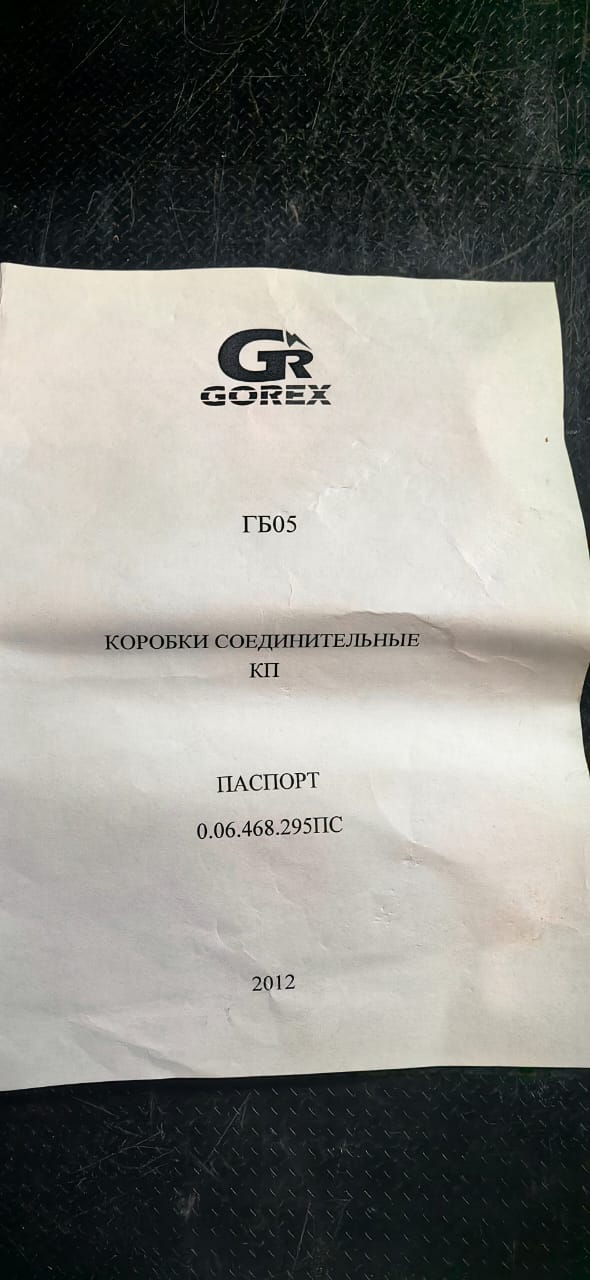 GR
GOREX
ГБ05
КОРОБКИ СОЕДИНИТЕЛЬНЫЕ
КП
ПАСПОРТ
0.06.468.295ПС
2012